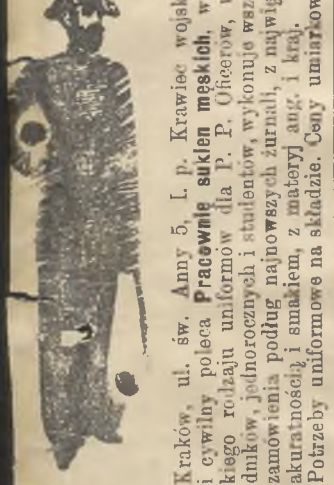 Kraków, ul. św. Anny 5, I. p. Krawiec wojsk
i cywilny poleca Pracownię sukien męskich, w
kiego rodzaju uniformów dla P. P. Oficerów, u
dników, jednorocznych i studentów, wykonuje wsz
zamówienia podług najnowszych żurnali, z najwię
akuratnością i smakiem, z materyj ang. i kraj.
Potrzeby uniformowe na składzie. Ceny umiarkow